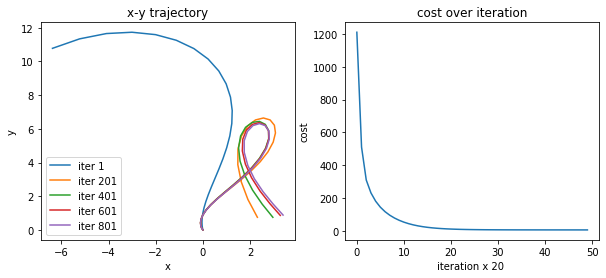 x-y trajectory
12
10
8
6
4
2
0
y
iter 1
iter 201
iter 401
iter 601
iter 801
−6
−4
−2
0
2
x
cost over iteration
1200
1000
800
600
400
200
0
cost
0
10
20
30
40
50
iteration x 20